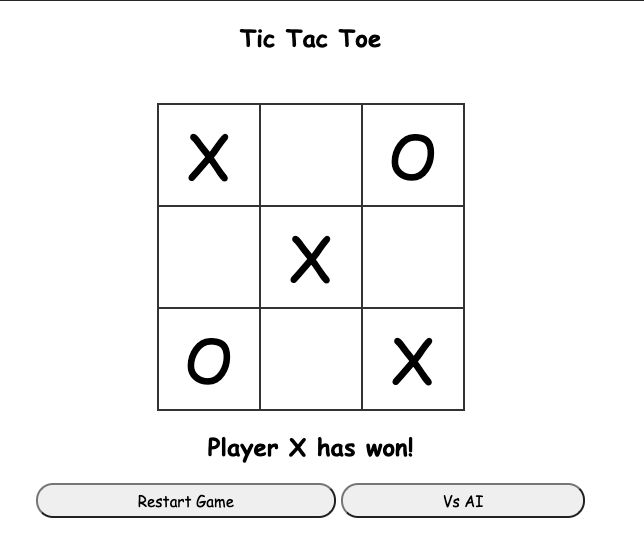 Tic Tac Toe
X O
X
O X
Player X has won!
Restart Game
Vs AI